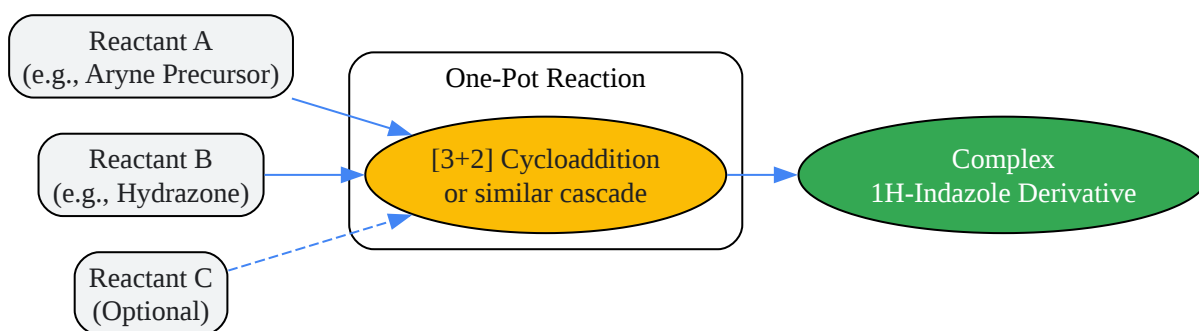 Reactant A
(e.g., Aryne Precursor)
One-Pot Reaction
Reactant B
(e.g., Hydrazone)
[3+2] Cycloaddition
or similar cascade
Complex
1H-Indazole Derivative
Reactant C
(Optional)